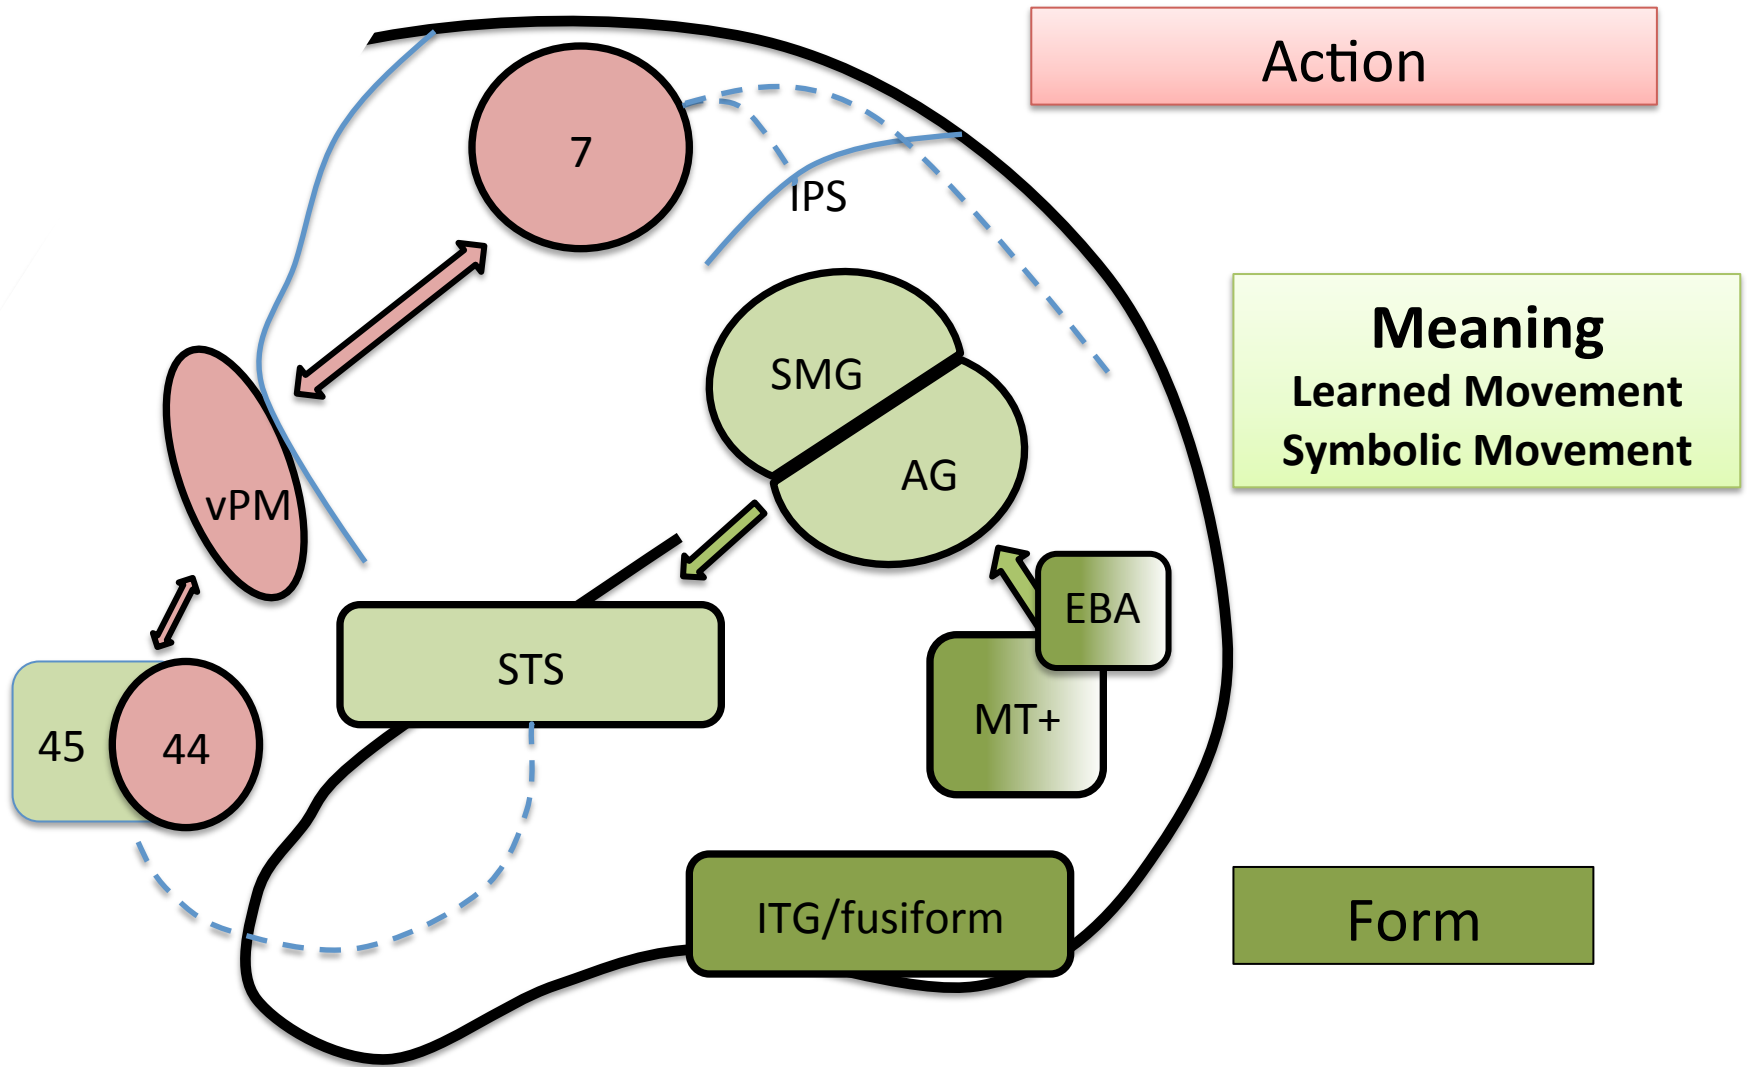 Action
7
IPS
Meaning
Learned Movement
Symbolic Movement
SMG
AG
vPM
EBA
STS
MT+
45
44
ITG/fusiform
Form